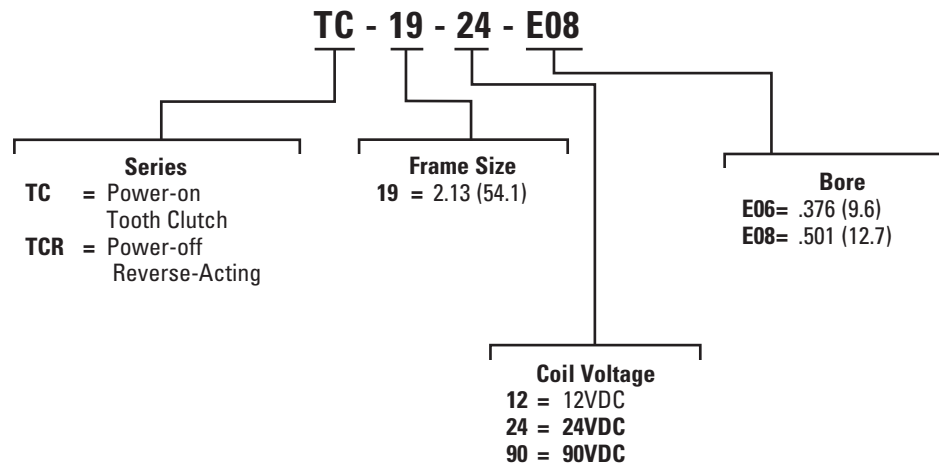 TC - 19 - 24 - E08
Series
TC = Power-on
Tooth Clutch
TCR = Power-off
Reverse-Acting
Frame Size
19 = 2.13 (54.1)
Bore
E06= .376 (9.6)
E08= .501 (12.7)
Coil Voltage
12 = 12VDC
24 = 24VDC
90 = 90VDC